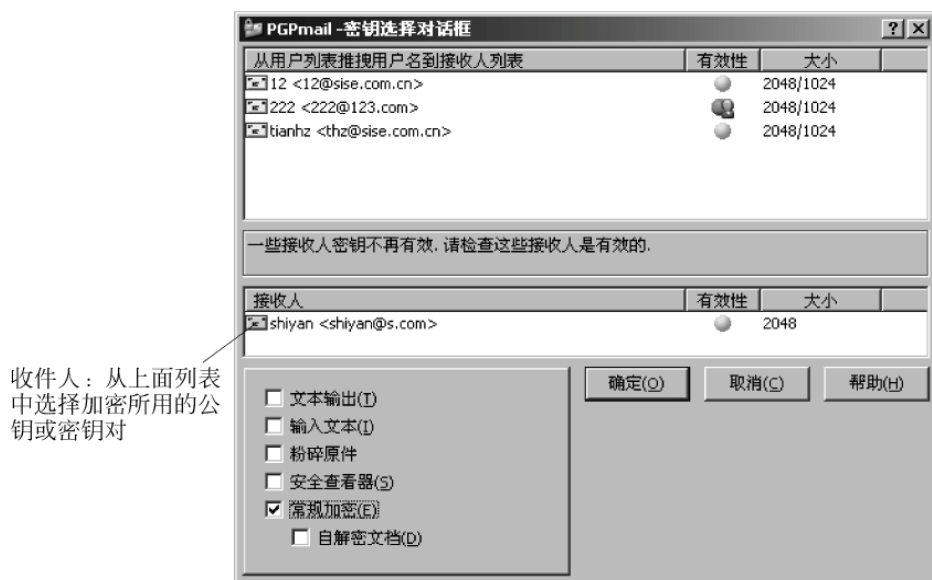 PGPmail -密钥选择对话框
从用户列表推拽用户名到接收人列表 有效性 大小
12 <12@sise.com.cn> 2048/1024
222 <222@123.com> 2048/1024
tianhz <thz@sise.com.cn> 2048/1024
一些接收人密钥不再有效. 请检查这些接收人是有效的.
接收人 有效性 大小
shiyan <shiyan@s.com> 2048
收件人：从上面列表
中选择加密所用的公
钥或密钥对
确定(O) 取消(C) 帮助(H)
文本输出(T)
输入文本(I)
粉碎原件
安全查看器(S)
常规加密(E)
自解密文档(D)